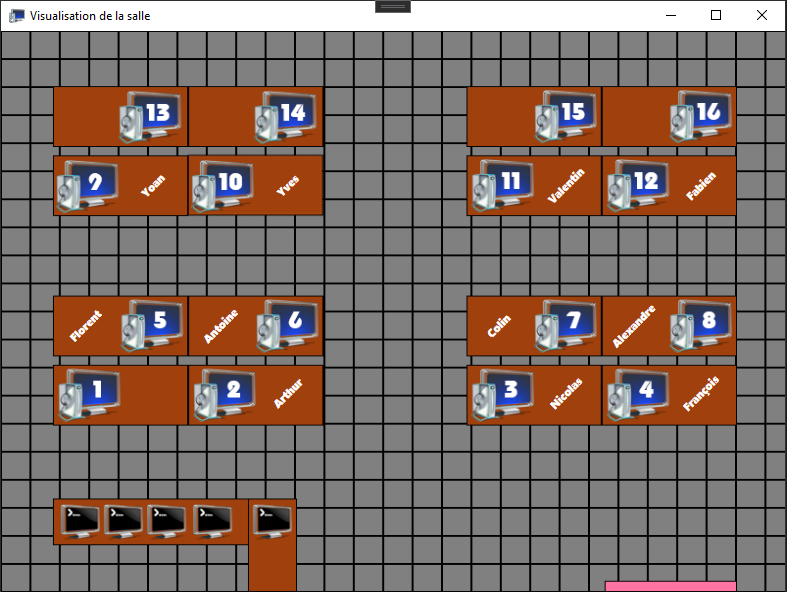 Visualisation de la salle
13 14 15 16
9 Yoan 10 Yves 11 Valentin 12 Fabien
Florent 5 Antoine 6 Colin 7 Alexandre 8
1 2 Arthur 3 Nicolas 4 François
>_ >_ >_ >_ >_